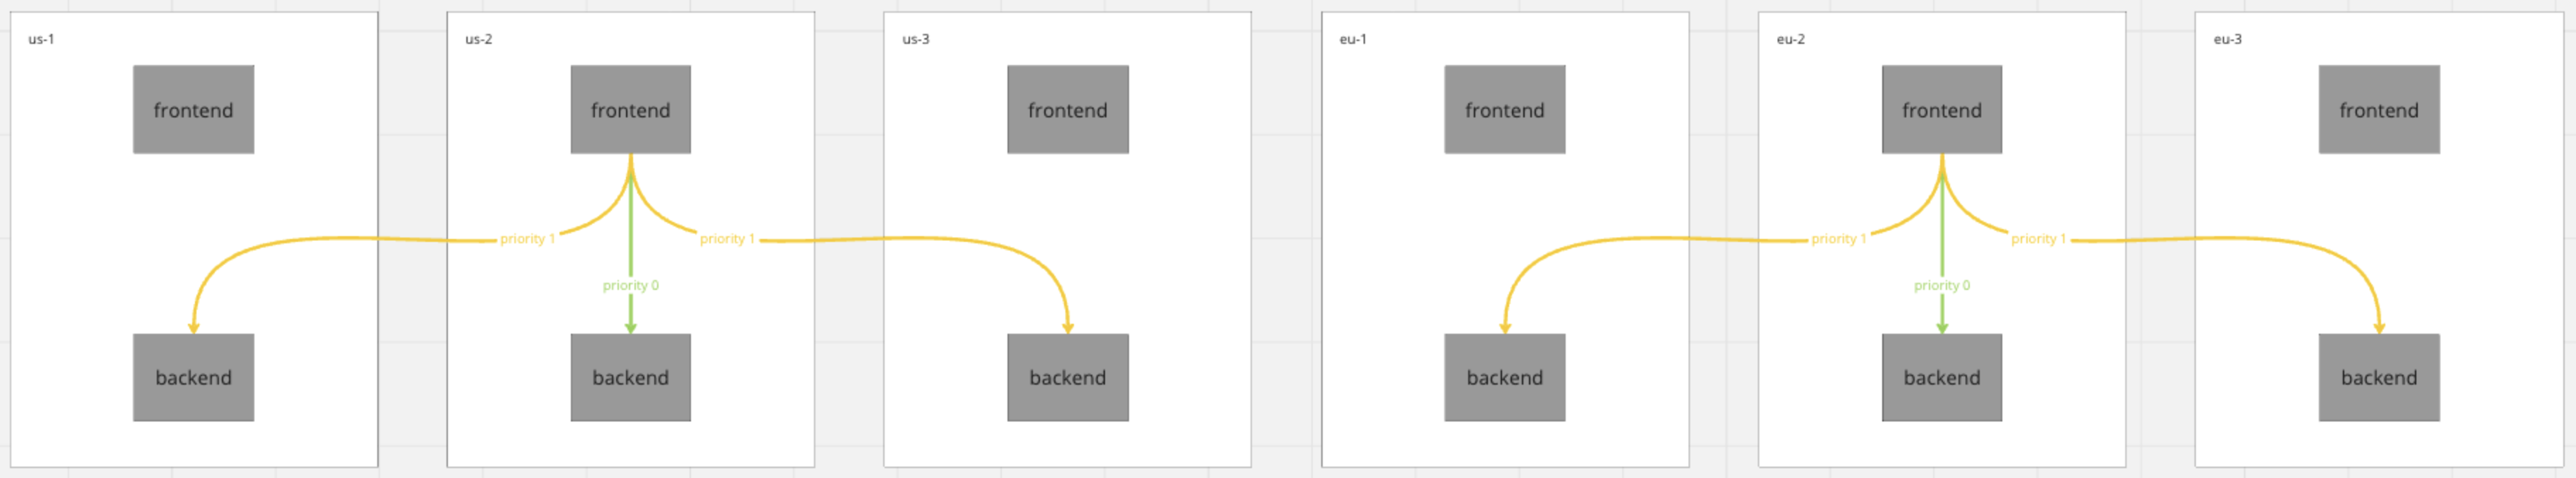 us-1
us-2
us-3
eu-1
eu-2
eu-3
frontend
frontend
frontend
frontend
frontend
frontend
priority 1
priority 1
priority 1
priority 1
priority 0
priority 0
backend
backend
backend
backend
backend
backend